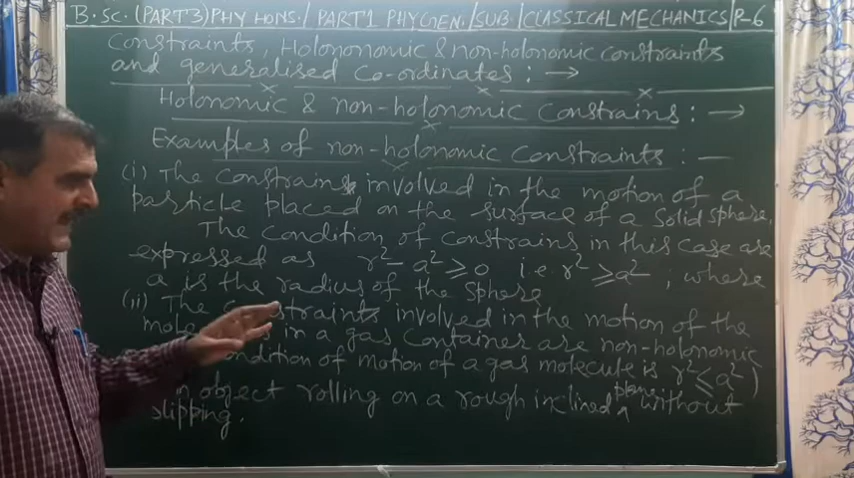 B.Sc.(PART3)PHY HONS./PART1 PHYGEN./SUB./CLASSICAL MECHANICS/P-6
Constraints, Holononomic & non-holonomic constraints
and generalised Co-ordinates : →
Holonomic & non-holonomic Constrains : →
Examples of non-holonomic Constraints : —
(i) The Constrains involved in the motion of a
particle placed on the surface of a solid sphere.
The condition of constrains in this case are
expressed as r² - a² ≥ 0 i.e r² ≥ a² ; where
a is the radius of the sphere
(ii) The constraints involved in the motion of the
in a gas container are non-holonomic
condition of motion of a gas molecule is r² ≤ a² )
object rolling on a rough inclined plane without
slipping.